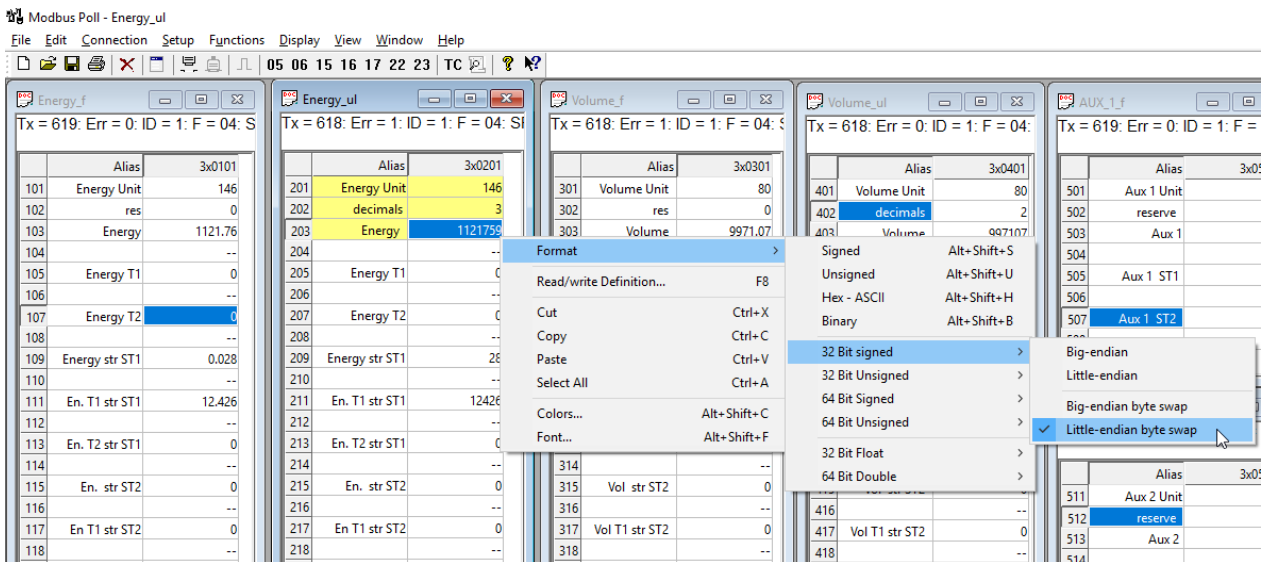 Modbus Poll - Energy_ul
File Edit Connection Setup Functions Display View Window Help
05 06 15 16 17 22 23 TC
Energy_f
Tx = 619: Err = 0: ID = 1: F = 04: S
Alias 3x0101
101 Energy Unit 146
102 res 0
103 Energy 1121.76
104 --
105 Energy T1 0
106 --
107 Energy T2 0
108 --
109 Energy str ST1 0.028
110 --
111 En. T1 str ST1 12.426
112 --
113 En. T2 str ST1 0
114 --
115 En. str ST2 0
116 --
117 En T1 str ST2 0
118 --
Energy_ul
Tx = 618: Err = 1: ID = 1: F = 04: SI
Alias 3x0201
201 Energy Unit 146
202 decimals 3
203 Energy 1121759
204 --
205 Energy T1 0
206
207 Energy T2 0
208
209 Energy str ST1 28
210 --
211 En. T1 str ST1 12426
212
213 En. T2 str ST1 0
214 --
215 En. str ST2 0
216 --
217 En T1 str ST2 0
218 --
Volume_f
Tx = 618: Err = 1: ID = 1: F = 04:
Alias 3x0301
301 Volume Unit 80
302 res 0
303 Volume 9971.07
314 --
315 Vol str ST2 0
316 --
317 Vol T1 str ST2 0
318 --
Volume_ul
Tx = 618: Err = 0: ID = 1: F = 04:
Alias 3x0401
401 Volume Unit 80
402 decimals 2
403 Volume 997107
416 --
417 Vol T1 str ST2 0
418 --
AUX_1_f
Tx = 619: Err = 0: ID = 1: F =
Alias 3x05
501 Aux 1 Unit
502 reserve
503 Aux 1
504
505 Aux 1 ST1
506
507 Aux 1 ST2
Alias 3x05
511 Aux 2 Unit
512 reserve
513 Aux 2
514
Format
Read/write Definition... F8
Cut Ctrl+X
Copy Ctrl+C
Paste Ctrl+V
Select All Ctrl+A
Colors... Alt+Shift+C
Font... Alt+Shift+F
Signed Alt+Shift+S
Unsigned Alt+Shift+U
Hex - ASCII Alt+Shift+H
Binary Alt+Shift+B
32 Bit signed
32 Bit Unsigned
64 Bit Signed
64 Bit Unsigned
32 Bit Float
64 Bit Double
Big-endian
Little-endian
Big-endian byte swap
Little-endian byte swap